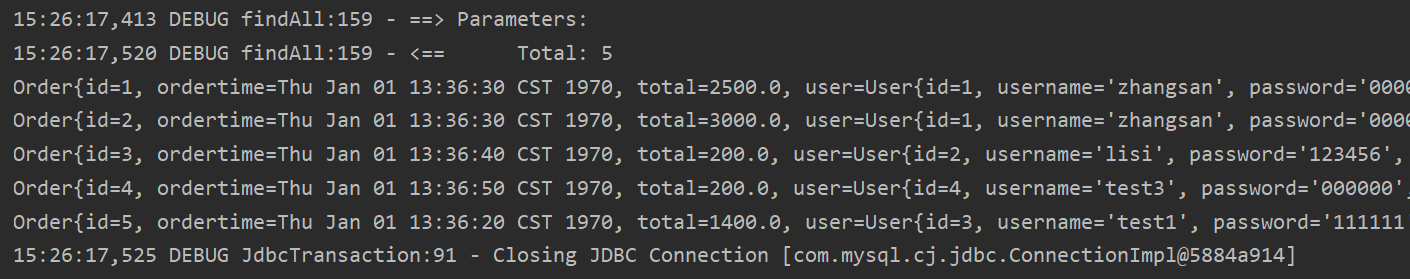 15:26:17,413 DEBUG findAll:159 - ==> Parameters:
15:26:17,520 DEBUG findAll:159 - <==      Total: 5
Order{id=1, ordertime=Thu Jan 01 13:36:30 CST 1970, total=2500.0, user=User{id=1, username='zhangsan', password='0000
Order{id=2, ordertime=Thu Jan 01 13:36:30 CST 1970, total=3000.0, user=User{id=1, username='zhangsan', password='0000
Order{id=3, ordertime=Thu Jan 01 13:36:40 CST 1970, total=200.0, user=User{id=2, username='lisi', password='123456',
Order{id=4, ordertime=Thu Jan 01 13:36:50 CST 1970, total=200.0, user=User{id=4, username='test3', password='000000',
Order{id=5, ordertime=Thu Jan 01 13:36:20 CST 1970, total=1400.0, user=User{id=3, username='test1', password='111111
15:26:17,525 DEBUG JdbcTransaction:91 - Closing JDBC Connection [com.mysql.cj.jdbc.ConnectionImpl@5884a914]